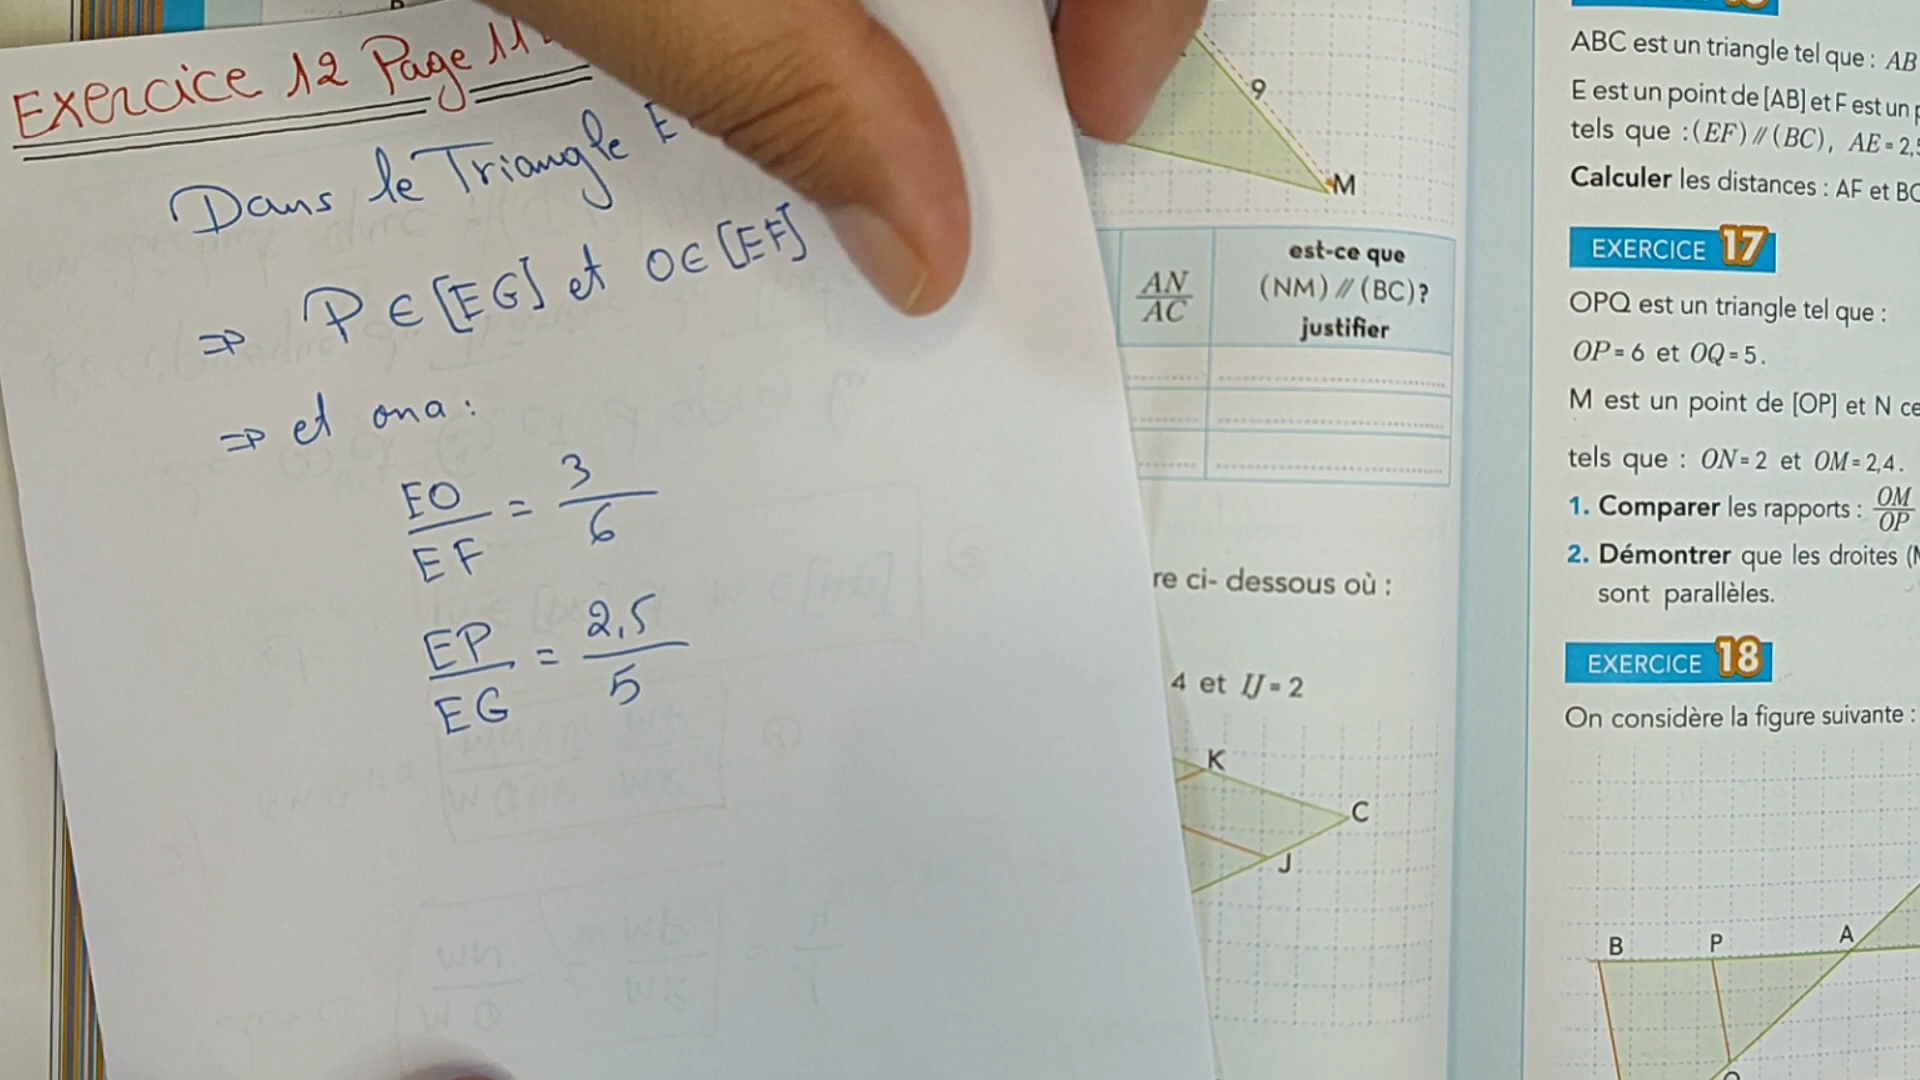 Exercice 12 Page 11
Dans le Triangle E
⇒ P ∈ [EG] et O ∈ [EF]
⇒ et ona :
EO/EF = 3/6
EP/EG = 2,5/5
9
M
AN/AC
est-ce que
(NM) // (BC)?
justifier
re ci- dessous où :
4 et IJ = 2
K
C
J
ABC est un triangle tel que : AB
E est un point de [AB] et F est un p
tels que : (EF) // (BC), AE = 2,5
Calculer les distances : AF et BC
EXERCICE 17
OPQ est un triangle tel que :
OP = 6 et OQ = 5.
M est un point de [OP] et N ce
tels que : ON = 2 et OM = 2,4.
1. Comparer les rapports : OM/OP
2. Démontrer que les droites (M
sont parallèles.
EXERCICE 18
On considère la figure suivante :
B
P
A